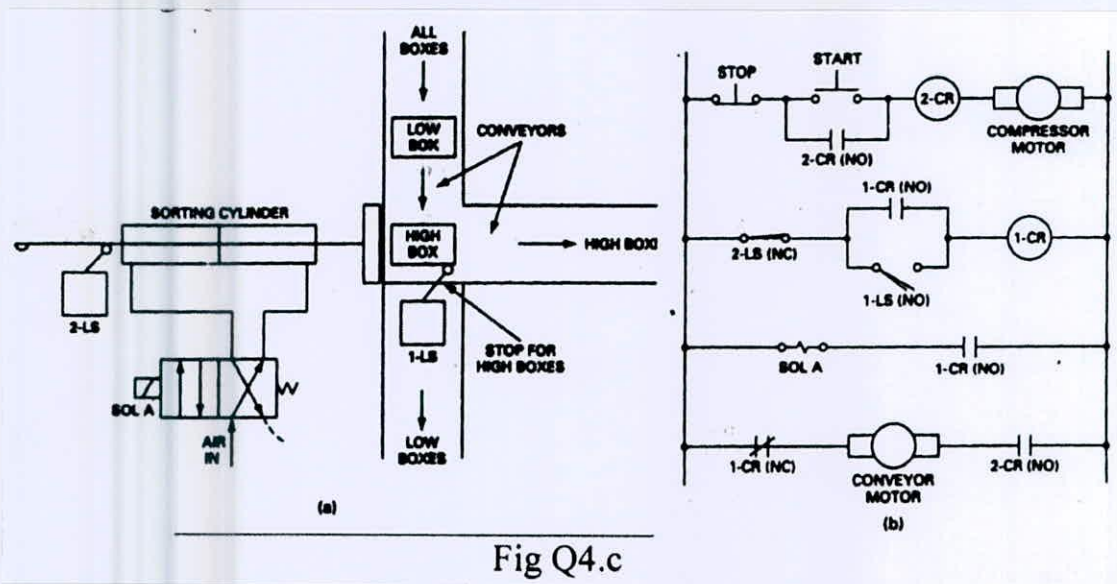 ALL
BOXES
LOW
BOX
CONVEYORS
SORTING CYLINDER
HIGH
BOX
HIGH BOXI
2-LS
1-LS
STOP FOR
HIGH BOXES
SOL A
AIR
IN
LOW
BOXES
(a)
STOP
START
2-CR
COMPRESSOR
MOTOR
2-CR (NO)
1-CR (NO)
2-LS (NC)
1-CR
1-LS (NO)
SOL A
1-CR (NO)
1-CR (NC)
CONVEYOR
MOTOR
2-CR (NO)
(b)
Fig Q4.c